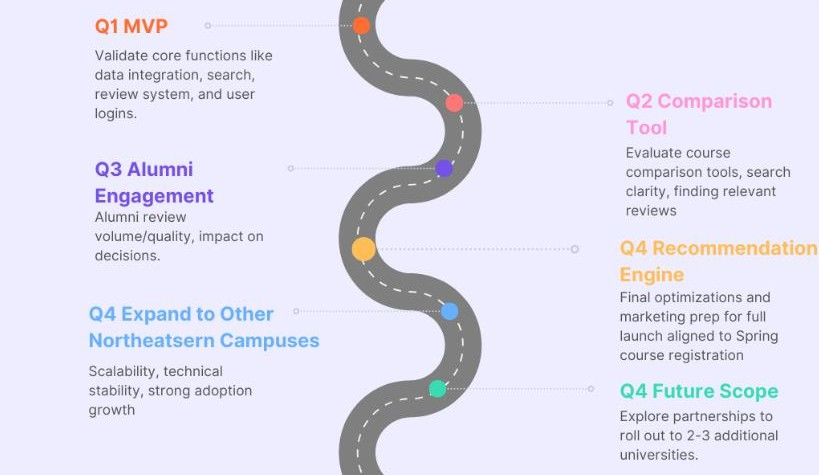 Q1 MVP
Validate core functions like
data integration, search,
review system, and user
logins.
Q2 Comparison
Tool
Evaluate course
comparison tools, search
clarity, finding relevant
reviews
Q3 Alumni
Engagement
Alumni review
volume/quality, impact on
decisions.
Q4 Recommendation
Engine
Final optimizations and
marketing prep for full
launch aligned to Spring
course registration
Q4 Expand to Other
Northeatsern Campuses
Scalability, technical
stability, strong adoption
growth
Q4 Future Scope
Explore partnerships to
roll out to 2-3 additional
universities.